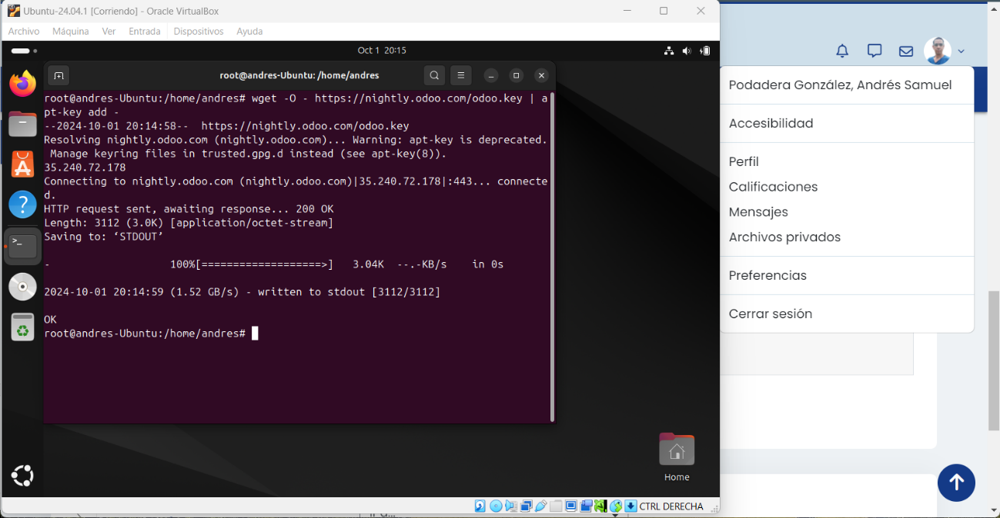 Ubuntu-24.04.1 [Corriendo] - Oracle VirtualBox
Archivo Máquina Ver Entrada Dispositivos Ayuda
Oct 1 20:15
root@andres-Ubuntu: /home/andres
root@andres-Ubuntu:/home/andres# wget -O - https://nightly.odoo.com/odoo.key | a
pt-key add -
--2024-10-01 20:14:58-- https://nightly.odoo.com/odoo.key
Resolving nightly.odoo.com (nightly.odoo.com)... Warning: apt-key is deprecated.
Manage keyring files in trusted.gpg.d instead (see apt-key(8)).
35.240.72.178
Connecting to nightly.odoo.com (nightly.odoo.com)|35.240.72.178|:443... connecte
d.
HTTP request sent, awaiting response... 200 OK
Length: 3112 (3.0K) [application/octet-stream]
Saving to: ‘STDOUT’
- 100%[===================>] 3.04K --.-KB/s in 0s
2024-10-01 20:14:59 (1.52 GB/s) - written to stdout [3112/3112]
OK
root@andres-Ubuntu:/home/andres#
Home
CTRL DERECHA
Podadera González, Andrés Samuel
Accesibilidad
Perfil
Calificaciones
Mensajes
Archivos privados
Preferencias
Cerrar sesión